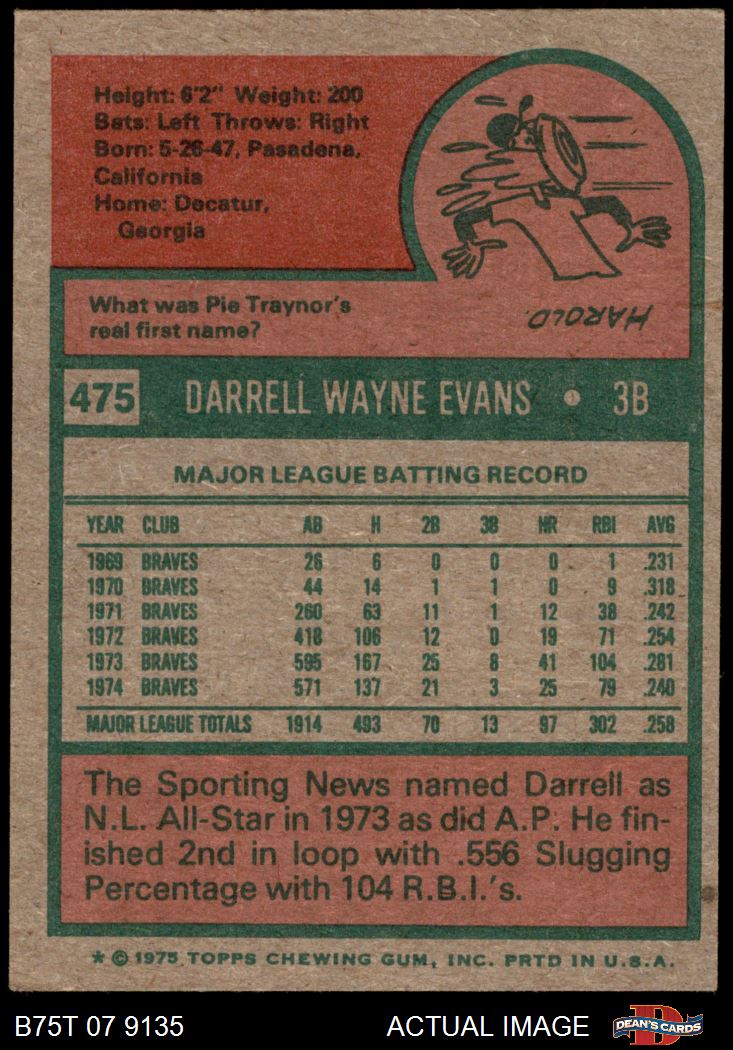 Height: 6'2" Weight: 200
Bats: Left Throws: Right
Born: 5-26-47, Pasadena,
California
Home: Decatur,
Georgia
What was Pie Traynor's
real first name?
HAROLD.
475 DARRELL WAYNE EVANS • 3B
MAJOR LEAGUE BATTING RECORD
YEAR CLUB AB H 2B 3B HR RBI AVG
1969 BRAVES 26 6 0 0 0 1 .231
1970 BRAVES 44 14 1 1 0 9 .318
1971 BRAVES 260 63 11 1 12 38 .242
1972 BRAVES 418 106 12 0 19 71 .254
1973 BRAVES 595 167 25 8 41 104 .281
1974 BRAVES 571 137 21 3 25 79 .240
MAJOR LEAGUE TOTALS 1914 493 70 13 97 302 .258
The Sporting News named Darrell as
N.L. All-Star in 1973 as did A.P. He fin-
ished 2nd in loop with .556 Slugging
Percentage with 104 R.B.I.'s.
* © 1975 TOPPS CHEWING GUM, INC. PRTD IN U.S.A.
B75T 07 9135 ACTUAL IMAGE
D
DEAN'S CARDS